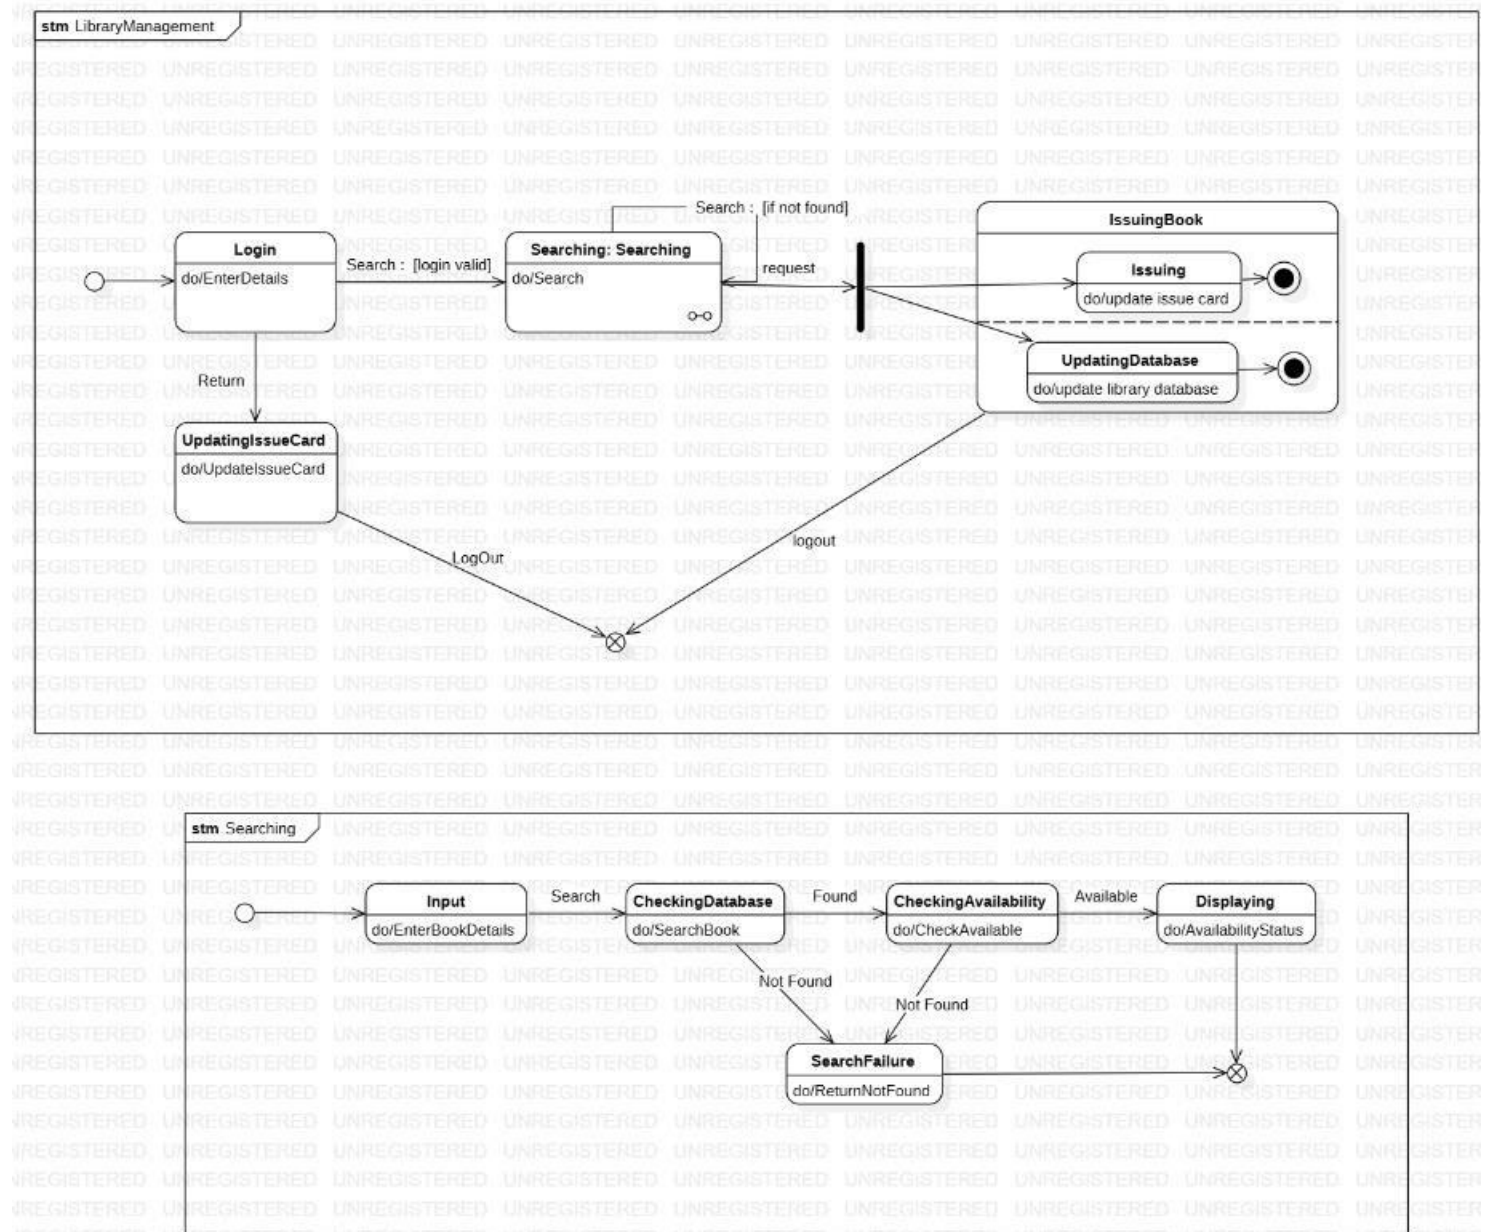 stm LibraryManagement
Search : [if not found]
IssuingBook
Login
do/EnterDetails
Search : [login valid]
Searching: Searching
do/Search
request
Issuing
do/update issue card
UpdatingDatabase
do/update library database
Return
UpdatingIssueCard
do/UpdateIssueCard
LogOut
logout
stm Searching
Input
do/EnterBookDetails
Search
CheckingDatabase
do/SearchBook
Found
CheckingAvailability
do/CheckAvailable
Available
Displaying
do/AvailabilityStatus
Not Found
Not Found
SearchFailure
do/ReturnNotFound
UNREGISTERED